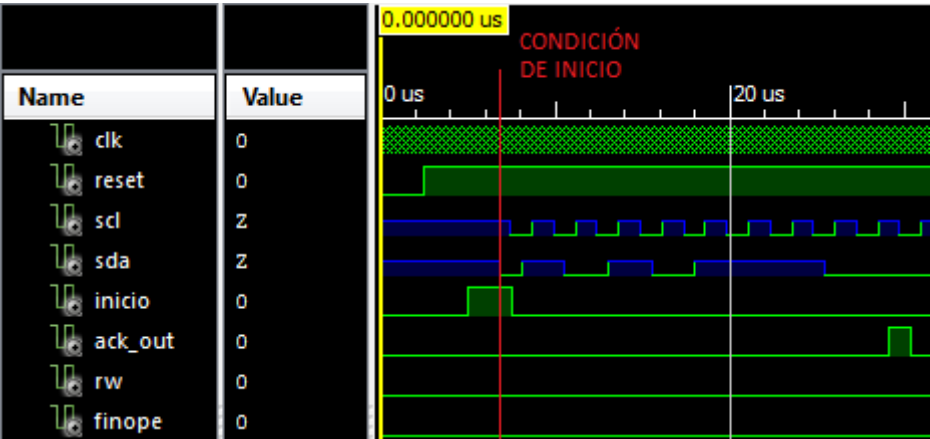 0.000000 us
CONDICIÓN
DE INICIO
Name Value 0 us 20 us
clk 0
reset 0
scl Z
sda Z
inicio 0
ack_out 0
rw 0
finope 0